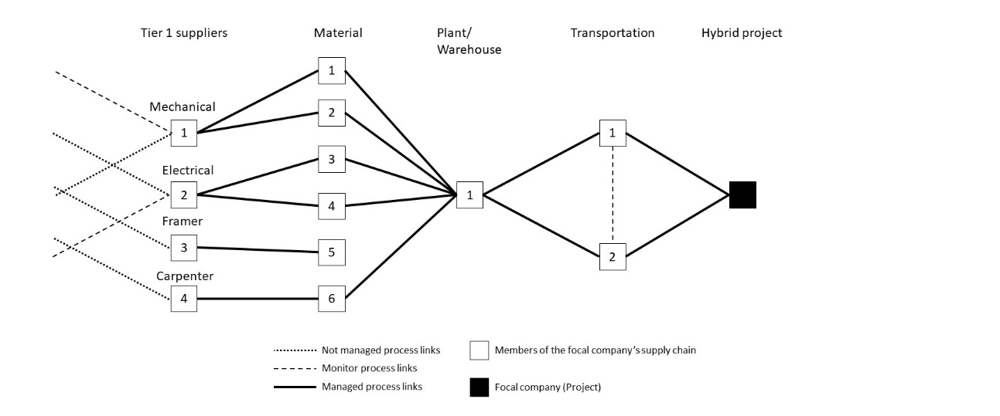 Tier 1 suppliers
Material
Plant/
Warehouse
Transportation
Hybrid project
1
Mechanical
2
1
1
3
Electrical
2
1
4
Framer
3
5
2
Carpenter
4
6
Not managed process links
Members of the focal company's supply chain
Monitor process links
Managed process links
Focal company (Project)